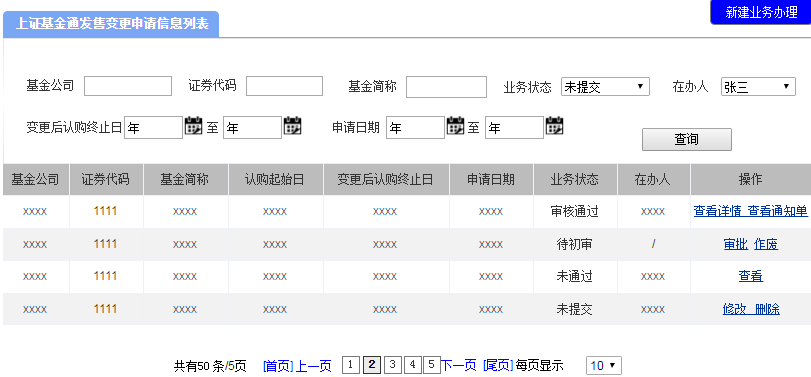 新建业务办理
上证基金通发售变更申请信息列表
基金公司 证券代码 基金简称 业务状态 未提交 在办人 张三
变更后认购终止日 年 至 年 申请日期 年 至 年
查询
基金公司 证券代码 基金简称 认购起始日 变更后认购终止日 申请日期 业务状态 在办人 操作
xxxx 1111 xxxx xxxx xxxx xxxx 审核通过 xxxx 查看详情 查看通知单
xxxx 1111 xxxx xxxx xxxx xxxx 待初审 / 审批 作废
xxxx 1111 xxxx xxxx xxxx xxxx 未通过 xxxx 查看
xxxx 1111 xxxx xxxx xxxx xxxx 未提交 xxxx 修改 删除
共有50 条/5页 [首页] 上一页 1 2 3 4 5 下一页 [尾页] 每页显示 10